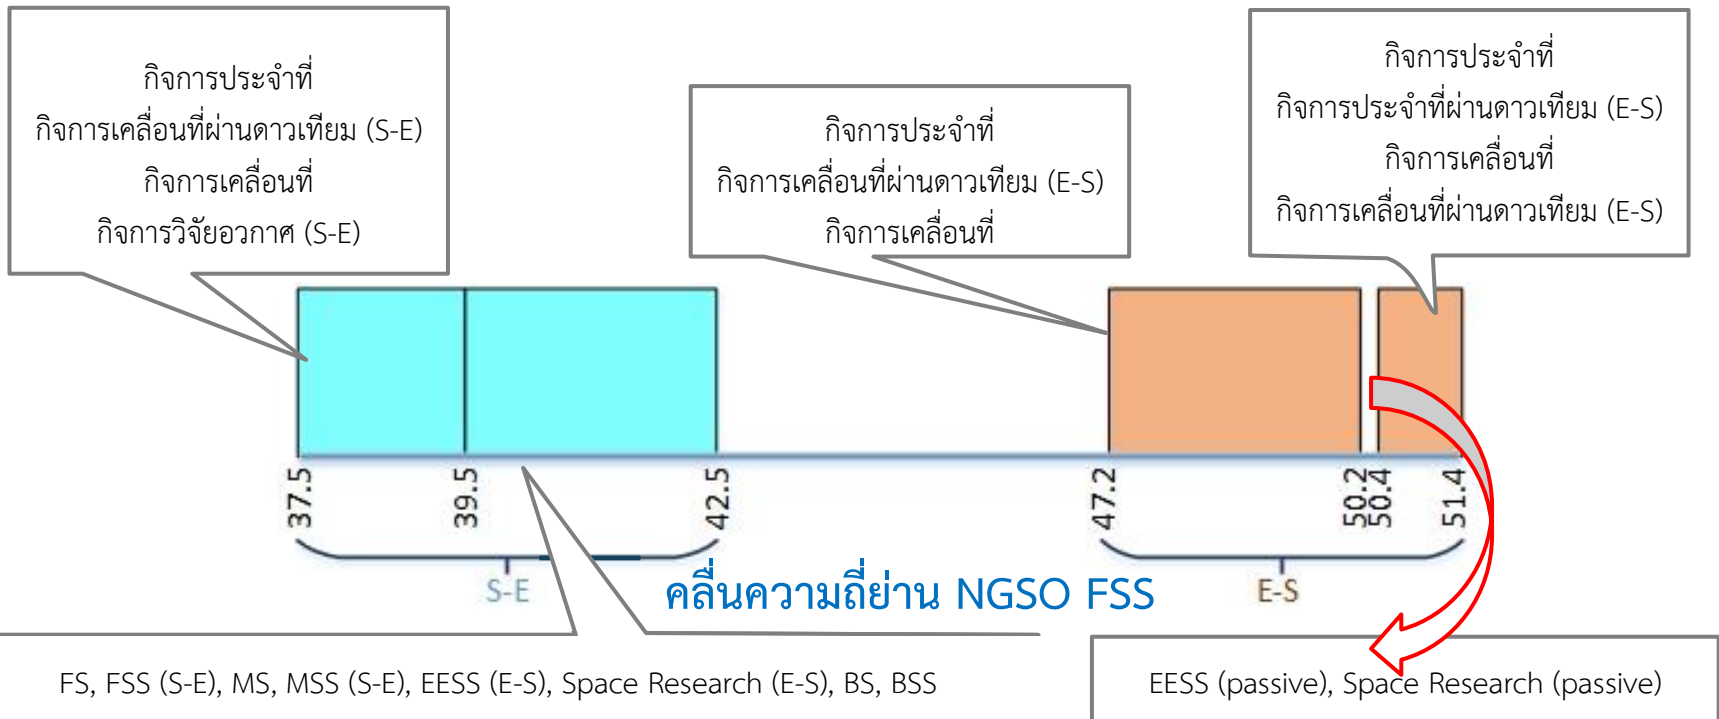 กิจการประจำที่
กิจการเคลื่อนที่ผ่านดาวเทียม (S-E)
กิจการเคลื่อนที่
กิจการวิจัยอวกาศ (S-E)
กิจการประจำที่
กิจการเคลื่อนที่ผ่านดาวเทียม (E-S)
กิจการเคลื่อนที่
กิจการประจำที่
กิจการประจำที่ผ่านดาวเทียม (E-S)
กิจการเคลื่อนที่
กิจการเคลื่อนที่ผ่านดาวเทียม (E-S)
37.5
39.5
42.5
47.2
50.2
50.4
51.4
S-E
คลื่นความถี่ย่าน NGSO FSS
E-S
FS, FSS (S-E), MS, MSS (S-E), EESS (E-S), Space Research (E-S), BS, BSS
EESS (passive), Space Research (passive)